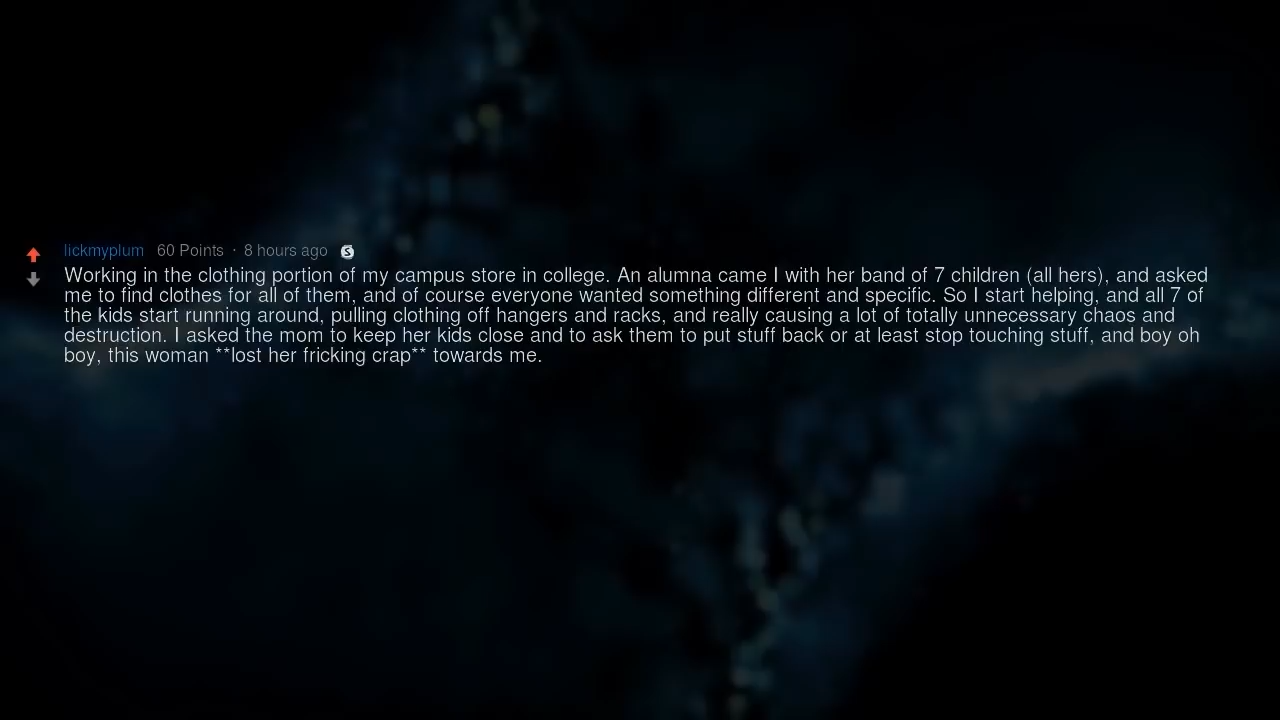 lickmyplum 60 Points · 8 hours ago
Working in the clothing portion of my campus store in college. An alumna came I with her band of 7 children (all hers), and asked
me to find clothes for all of them, and of course everyone wanted something different and specific. So I start helping, and all 7 of
the kids start running around, pulling clothing off hangers and racks, and really causing a lot of totally unnecessary chaos and
destruction. I asked the mom to keep her kids close and to ask them to put stuff back or at least stop touching stuff, and boy oh
boy, this woman **lost her fricking crap** towards me.